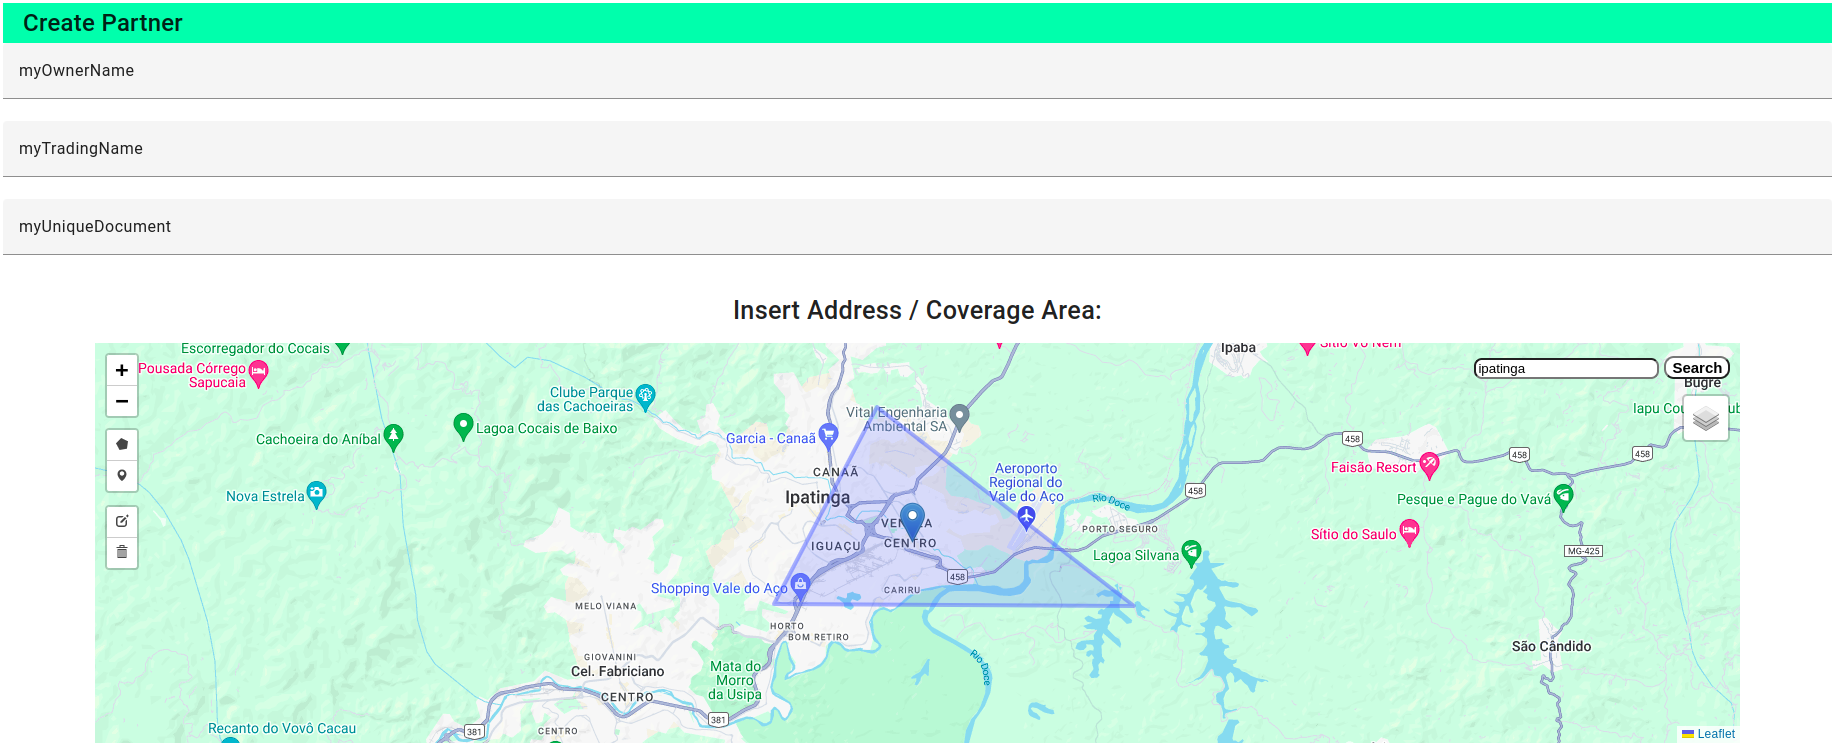 Create Partner
myOwnerName
myTradingName
myUniqueDocument
Insert Address / Coverage Area:
Escorregador do Cocais
Ipaba
Sítio Vô Nem
+
−
Pousada Córrego
Sapucaia
ipatinga
Search
Bugre
Clube Parque
das Cachoeiras
Vital Engenharia
Ambiental SA
Iapu Cou
ub
Cachoeira do Aníbal
Lagoa Cocais de Baixo
Garcia - Canaã
458
458
458
CANAÃ
Aeroporto
Regional do
Vale do Aço
Faisão Resort
Nova Estrela
Ipatinga
Rio Doce
458
Pesque e Pague do Vavá
CENTRO
PORTO SEGURO
Sítio do Saulo
IGUAÇU
Lagoa Silvana
MG-425
Shopping Vale do Aço
458
CARIRU
MELO VIANA
HORTO
BOM RETIRO
São Cândido
GIOVANINI
Cel. Fabriciano
Mata do
Morro
da Usipa
Rio Doce
CENTRO
381
Recanto do Vovô Cacau
381
CENTRO
Leaflet